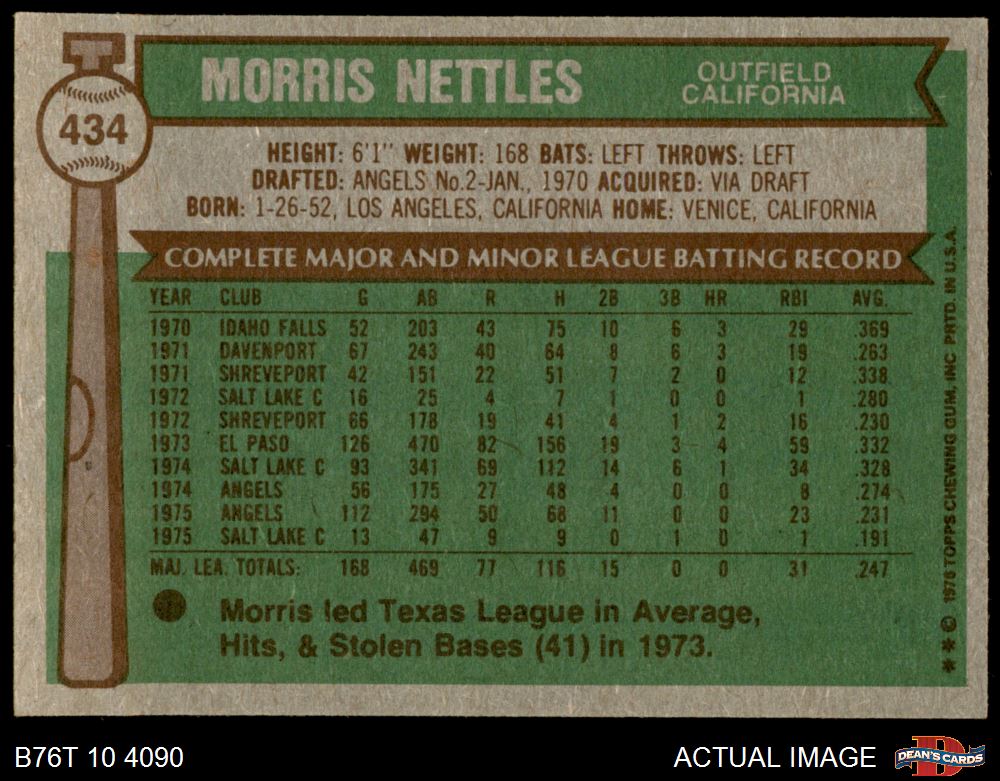 434
MORRIS NETTLES
OUTFIELD
CALIFORNIA
HEIGHT: 6'1" WEIGHT: 168 BATS: LEFT THROWS: LEFT
DRAFTED: ANGELS No.2-JAN., 1970 ACQUIRED: VIA DRAFT
BORN: 1-26-52, LOS ANGELES, CALIFORNIA HOME: VENICE, CALIFORNIA
COMPLETE MAJOR AND MINOR LEAGUE BATTING RECORD
YEAR CLUB G AB R H 2B 3B HR RBI AVG.
1970 IDAHO FALLS 52 203 43 75 10 6 3 29 .369
1971 DAVENPORT 67 243 40 64 8 6 3 19 .263
1971 SHREVEPORT 42 151 22 51 7 2 0 12 .338
1972 SALT LAKE C 16 25 4 7 1 0 0 1 .280
1972 SHREVEPORT 66 178 19 41 4 1 2 16 .230
1973 EL PASO 126 470 82 156 19 3 4 59 .332
1974 SALT LAKE C 93 341 69 112 14 6 1 34 .328
1974 ANGELS 56 175 27 48 4 0 0 8 .274
1975 ANGELS 112 294 50 68 11 0 0 23 .231
1975 SALT LAKE C 13 47 9 9 0 1 0 1 .191
MAJ. LEA. TOTALS: 168 469 77 116 15 0 0 31 .247
Morris led Texas League in Average,
Hits, & Stolen Bases (41) in 1973.
** © 1976 TOPPS CHEWING GUM, INC PRTD. IN U.S.A.
B76T 10 4090
ACTUAL IMAGE
D
DEAN'S CARDS